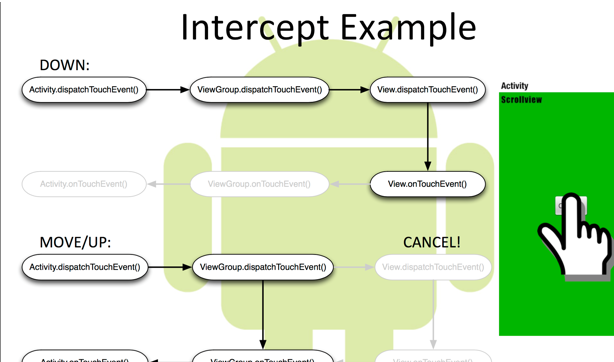 Intercept Example
DOWN:
Activity.dispatchTouchEvent()
ViewGroup.dispatchTouchEvent()
View.dispatchTouchEvent()
Activity
Scrollview
Activity.onTouchEvent()
ViewGroup.onTouchEvent()
View.onTouchEvent()
MOVE/UP:
CANCEL!
Activity.dispatchTouchEvent()
ViewGroup.dispatchTouchEvent()
View.dispatchTouchEvent()
Activity.onTouchEvent()
ViewGroup.onTouchEvent()
View.onTouchEvent()